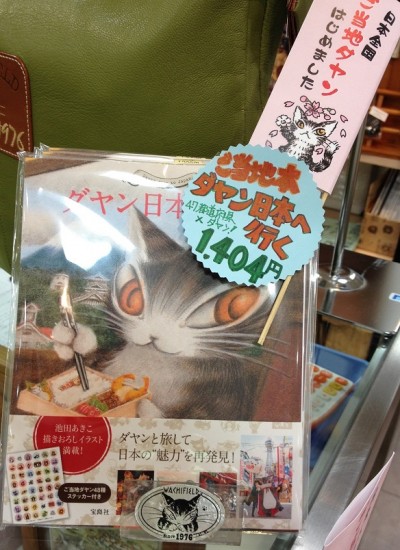 日本全国
ご当地ダヤン
はじめました
ご当地本
ダヤン日本へ
行く
47都道府県
×ダヤン!
1404円
ダヤン日本
池田あきこ
描きおろしイラスト
満載!
ダヤンと旅して
日本の“魅力”を再発見!
ご当地ダヤン48種
ステッカー付き
宝島社
WACHIFIELD
SINCE 1976
1976